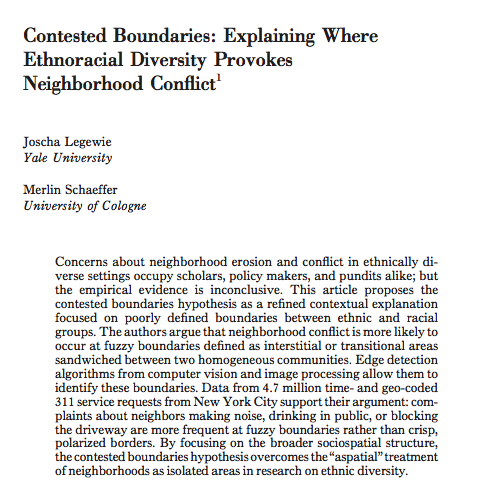 Contested Boundaries: Explaining Where
Ethnoracial Diversity Provokes
Neighborhood Conflict1
Joscha Legewie
Yale University
Merlin Schaeffer
University of Cologne
Concerns about neighborhood erosion and conflict in ethnically di-
verse settings occupy scholars, policy makers, and pundits alike; but
the empirical evidence is inconclusive. This article proposes the
contested boundaries hypothesis as a refined contextual explanation
focused on poorly defined boundaries between ethnic and racial
groups. The authors argue that neighborhood conflict is more likely to
occur at fuzzy boundaries defined as interstitial or transitional areas
sandwiched between two homogeneous communities. Edge detection
algorithms from computer vision and image processing allow them to
identify these boundaries. Data from 4.7 million time- and geo-coded
311 service requests from New York City support their argument: com-
plaints about neighbors making noise, drinking in public, or blocking
the driveway are more frequent at fuzzy boundaries rather than crisp,
polarized borders. By focusing on the broader sociospatial structure,
the contested boundaries hypothesis overcomes the “aspatial” treatment
of neighborhoods as isolated areas in research on ethnic diversity.